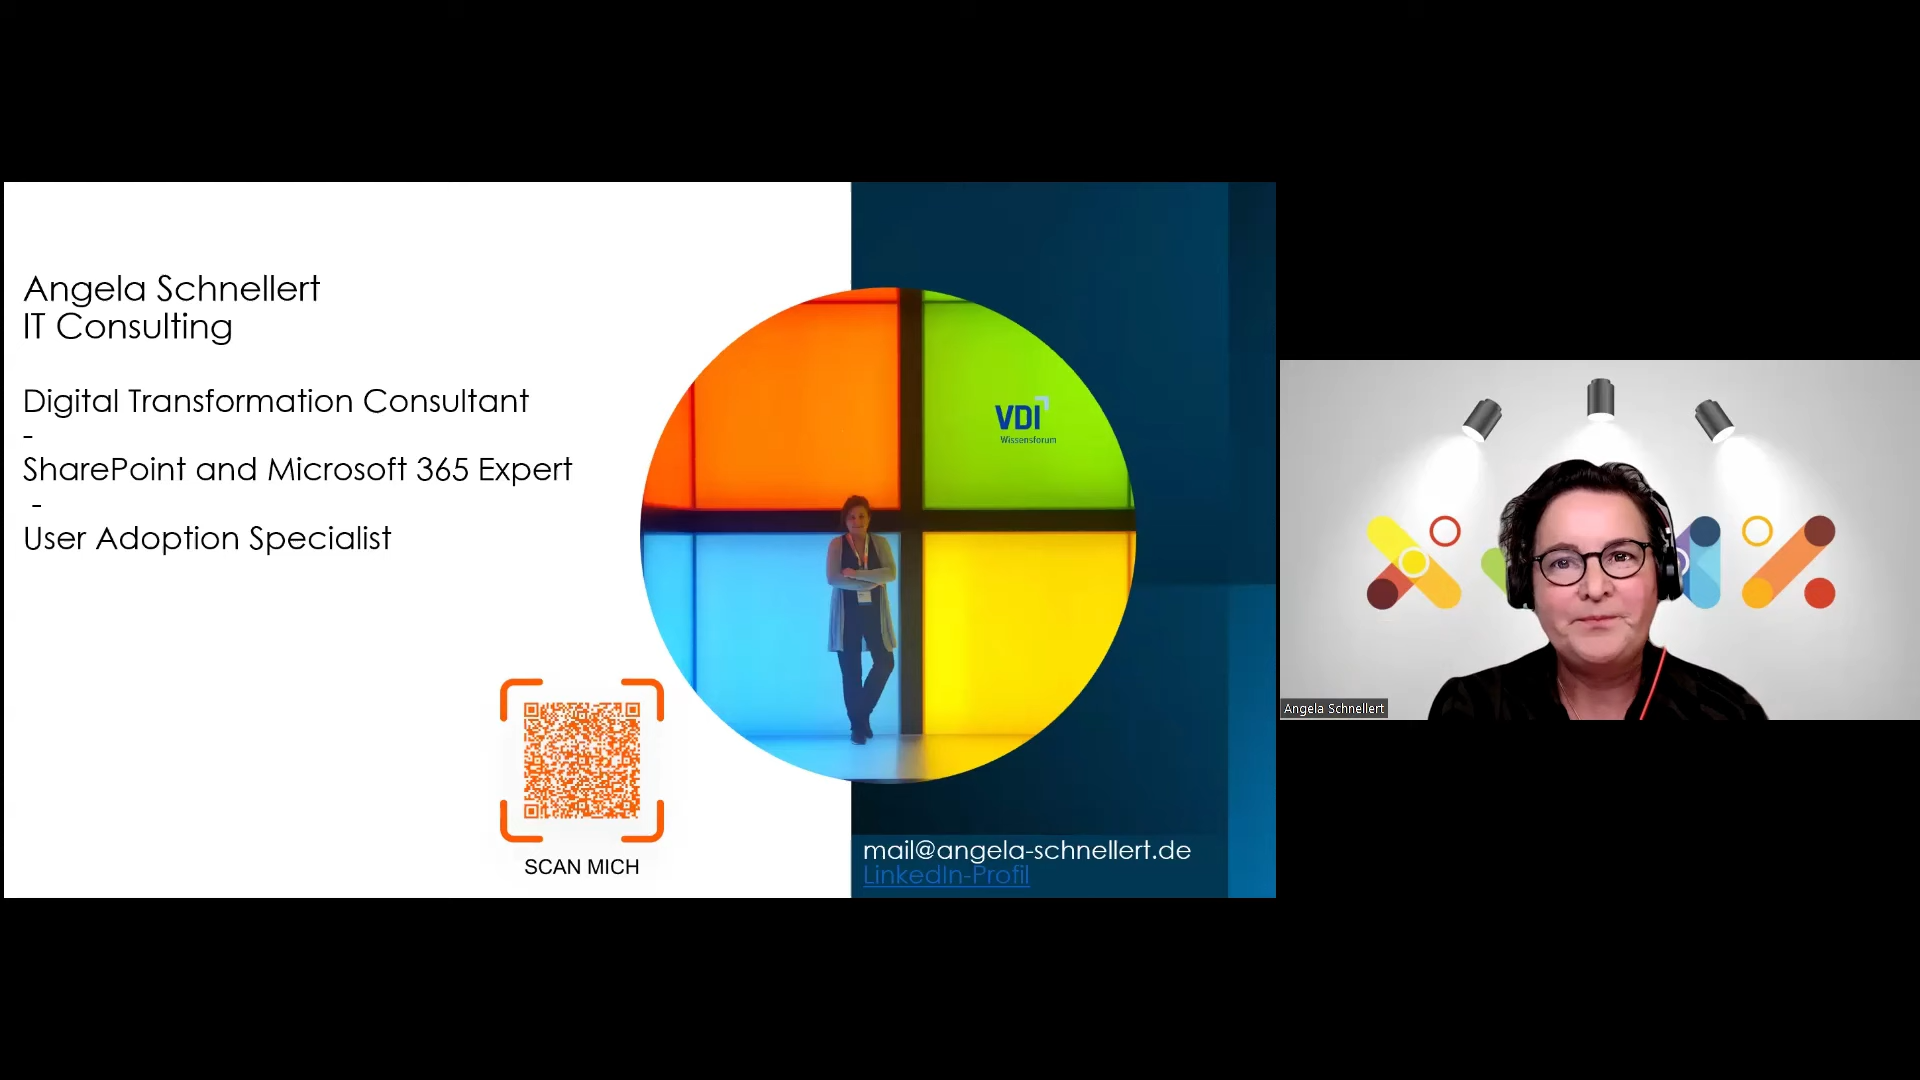 Angela Schnellert
IT Consulting
Digital Transformation Consultant
-
SharePoint and Microsoft 365 Expert
-
User Adoption Specialist
VDI
Wissensforum
SCAN MICH
mail@angela-schnellert.de
LinkedIn-Profil
Angela Schnellert